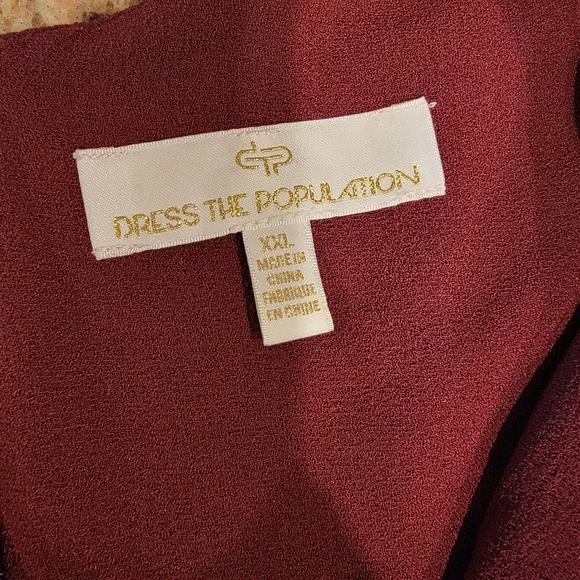 DRESS THE POPULATION
XXL
MADE IN
CHINA
FABRIQUE
EN CHINE